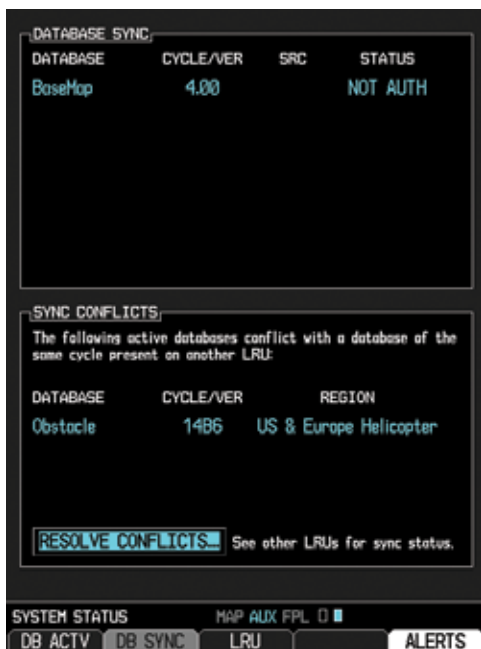 DATABASE SYNC
DATABASE CYCLE/VER SRC STATUS
BaseMap 4.00 NOT AUTH
SYNC CONFLICTS
The following active databases conflict with a database of the
same cycle present on another LRU:
DATABASE CYCLE/VER REGION
Obstacle 14B6 US & Europe Helicopter
RESOLVE CONFLICTS... See other LRUs for sync status.
SYSTEM STATUS MAP AUX FPL
DB ACTV DB SYNC LRU ALERTS